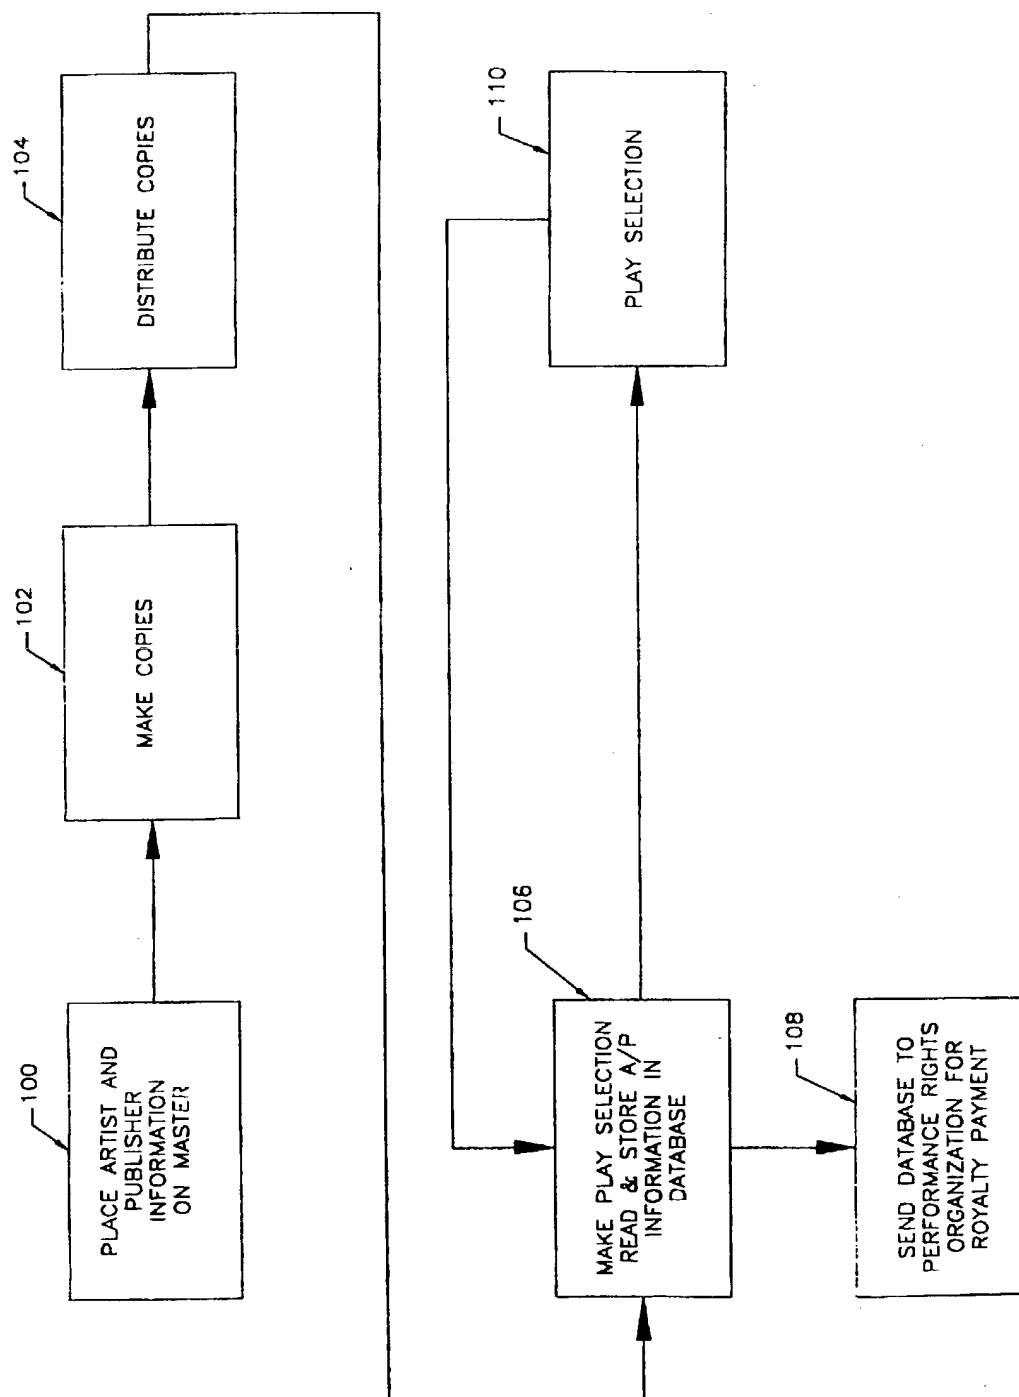 100
PLACE ARTIST AND
PUBLISHER
INFORMATION
ON MASTER
102
MAKE COPIES
104
DISTRIBUTE COPIES
106
MAKE PLAY SELECTION
READ & STORE A/P
INFORMATION IN
DATABASE
108
SEND DATABASE TO
PERFORMANCE RIGHTS
ORGANIZATION FOR
ROYALTY PAYMENT
110
PLAY SELECTION